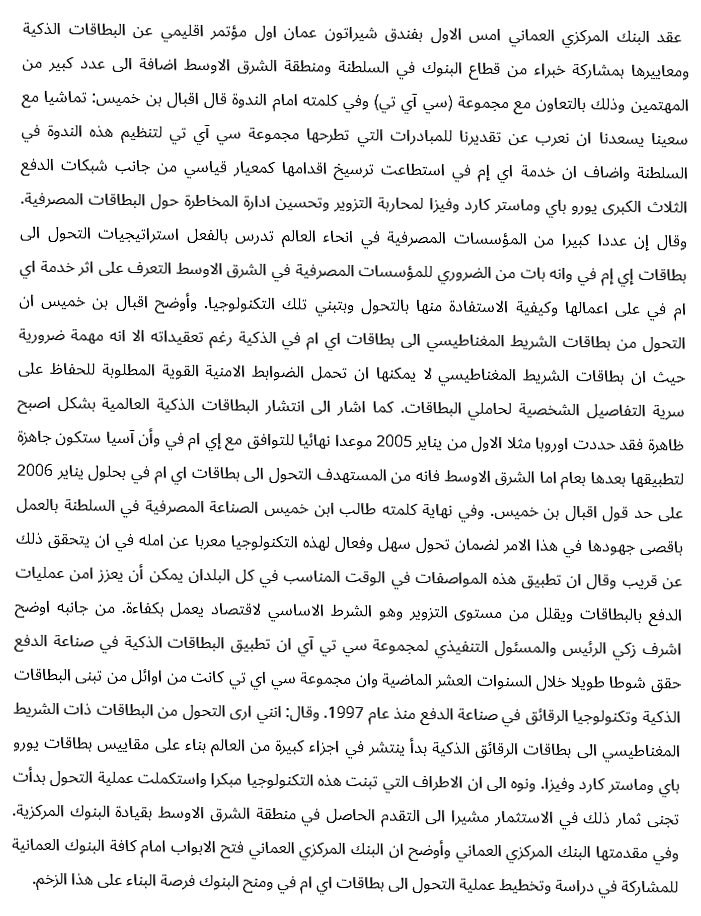 عقد البنك المركزي العماني امس الاول بفندق شيراتون عمان اول مؤتمر اقليمي عن البطاقات الذكية
ومعاييرها بمشاركة خبراء من قطاع البنوك في السلطنة ومنطقة الشرق الاوسط اضافة الى عدد كبير من
المهتمين وذلك بالتعاون مع مجموعة (سي آي تي) وفي كلمته امام الندوة قال اقبال بن خميس: تماشيا مع
سعينا يسعدنا ان نعرب عن تقديرنا للمبادرات التي تطرحها مجموعة سي آي تي لتنظيم هذه الندوة في
السلطنة واضاف ان خدمة اي إم في استطاعت ترسيخ اقدامها كمعيار قياسي من جانب شبكات الدفع
الثلاث الكبرى يورو باي وماستر كارد وفيزا لمحاربة التزوير وتحسين ادارة المخاطرة حول البطاقات المصرفية.
وقال إن عددا كبيرا من المؤسسات المصرفية في انحاء العالم تدرس بالفعل استراتيجيات التحول الى
بطاقات إي إم في وانه بات من الضروري للمؤسسات المصرفية في الشرق الاوسط التعرف على اثر خدمة اي
ام في على اعمالها وكيفية الاستفادة منها بالتحول وبتبني تلك التكنولوجيا. وأوضح اقبال بن خميس ان
التحول من بطاقات الشريط المغناطيسي الى بطاقات اي ام في الذكية رغم تعقيداته الا انه مهمة ضرورية
حيث ان بطاقات الشريط المغناطيسي لا يمكنها ان تحمل الضوابط الامنية القوية المطلوبة للحفاظ على
سرية التفاصيل الشخصية لحاملي البطاقات. كما اشار الى انتشار البطاقات الذكية العالمية بشكل اصبح
ظاهرة فقد حددت اوروبا مثلا الاول من يناير 2005 موعدا نهائيا للتوافق مع إي ام في وأن آسيا ستكون جاهزة
لتطبيقها بعدها بعام اما الشرق الاوسط فانه من المستهدف التحول الى بطاقات اي ام في بحلول يناير 2006
على حد قول اقبال بن خميس. وفي نهاية كلمته طالب ابن خميس الصناعة المصرفية في السلطنة بالعمل
باقصى جهودها في هذا الامر لضمان تحول سهل وفعال لهذه التكنولوجيا معربا عن امله في ان يتحقق ذلك
عن قريب وقال ان تطبيق هذه المواصفات في الوقت المناسب في كل البلدان يمكن أن يعزز امن عمليات
الدفع بالبطاقات ويقلل من مستوى التزوير وهو الشرط الاساسي لاقتصاد يعمل بكفاءة. من جانبه اوضح
اشرف زكي الرئيس والمسئول التنفيذي لمجموعة سي تي آي ان تطبيق البطاقات الذكية في صناعة الدفع
حقق شوطا طويلا خلال السنوات العشر الماضية وان مجموعة سي اي تي كانت من اوائل من تبنى البطاقات
الذكية وتكنولوجيا الرقائق في صناعة الدفع منذ عام 1997. وقال: انني ارى التحول من البطاقات ذات الشريط
المغناطيسي الى بطاقات الرقائق الذكية بدأ ينتشر في اجزاء كبيرة من العالم بناء على مقاييس بطاقات يورو
باي وماستر كارد وفيزا. ونوه الى ان الاطراف التي تبنت هذه التكنولوجيا مبكرا واستكملت عملية التحول بدأت
تجنى ثمار ذلك في الاستثمار مشيرا الى التقدم الحاصل في منطقة الشرق الاوسط بقيادة البنوك المركزية.
وفي مقدمتها البنك المركزي العماني وأوضح ان البنك المركزي العماني فتح الابواب امام كافة البنوك العمانية
للمشاركة في دراسة وتخطيط عملية التحول الى بطاقات اي ام في ومنح البنوك فرصة البناء على هذا الزخم.